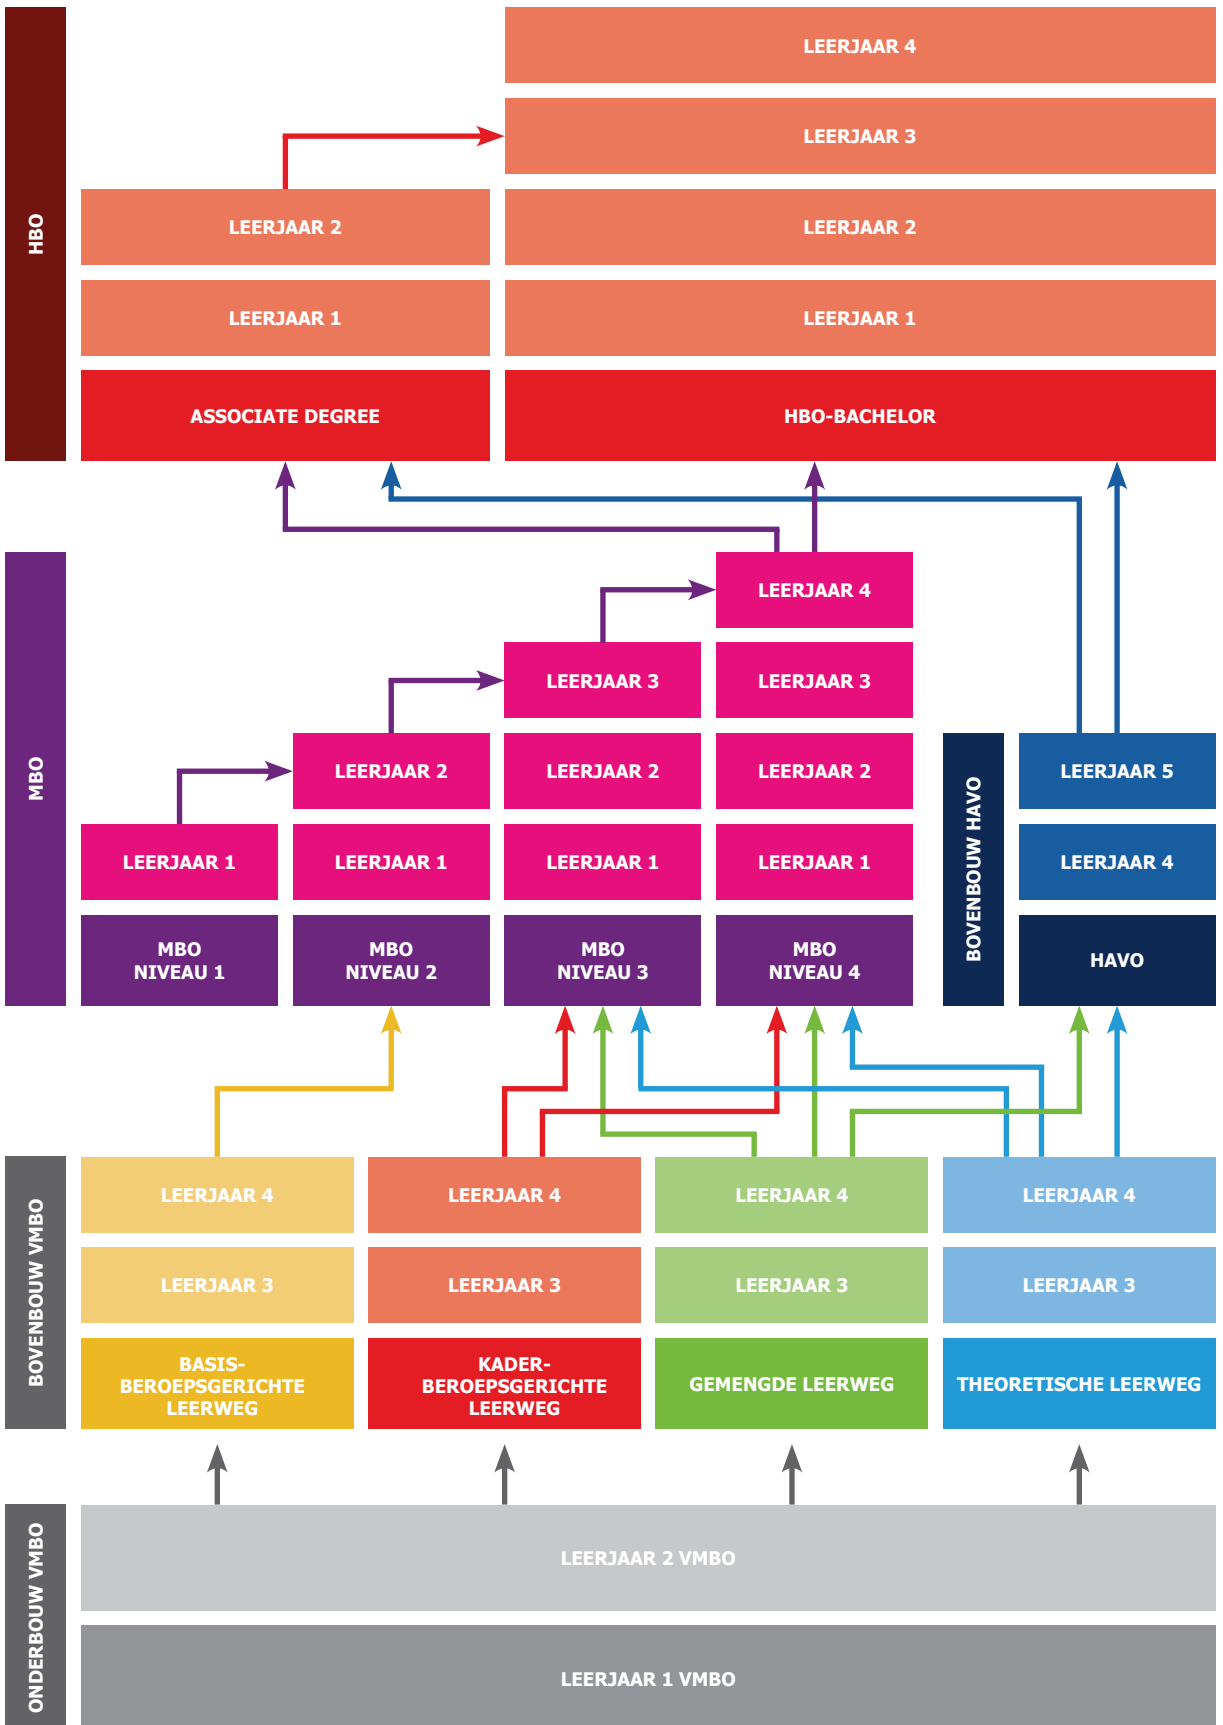 HBO
LEERJAAR 4
LEERJAAR 3
LEERJAAR 2
LEERJAAR 2
LEERJAAR 1
LEERJAAR 1
ASSOCIATE DEGREE
HBO-BACHELOR
MBO
LEERJAAR 4
LEERJAAR 3
LEERJAAR 3
LEERJAAR 2
LEERJAAR 2
LEERJAAR 2
LEERJAAR 1
LEERJAAR 1
LEERJAAR 1
LEERJAAR 1
MBO
NIVEAU 1
MBO
NIVEAU 2
MBO
NIVEAU 3
MBO
NIVEAU 4
BOVENBOUW HAVO
LEERJAAR 5
LEERJAAR 4
HAVO
BOVENBOUW VMBO
LEERJAAR 4
LEERJAAR 4
LEERJAAR 4
LEERJAAR 4
LEERJAAR 3
LEERJAAR 3
LEERJAAR 3
LEERJAAR 3
BASIS-
BEROEPSGERICHTE
LEERWEG
KADER-
BEROEPSGERICHTE
LEERWEG
GEMENGDE LEERWEG
THEORETISCHE LEERWEG
ONDERBOUW VMBO
LEERJAAR 2 VMBO
LEERJAAR 1 VMBO